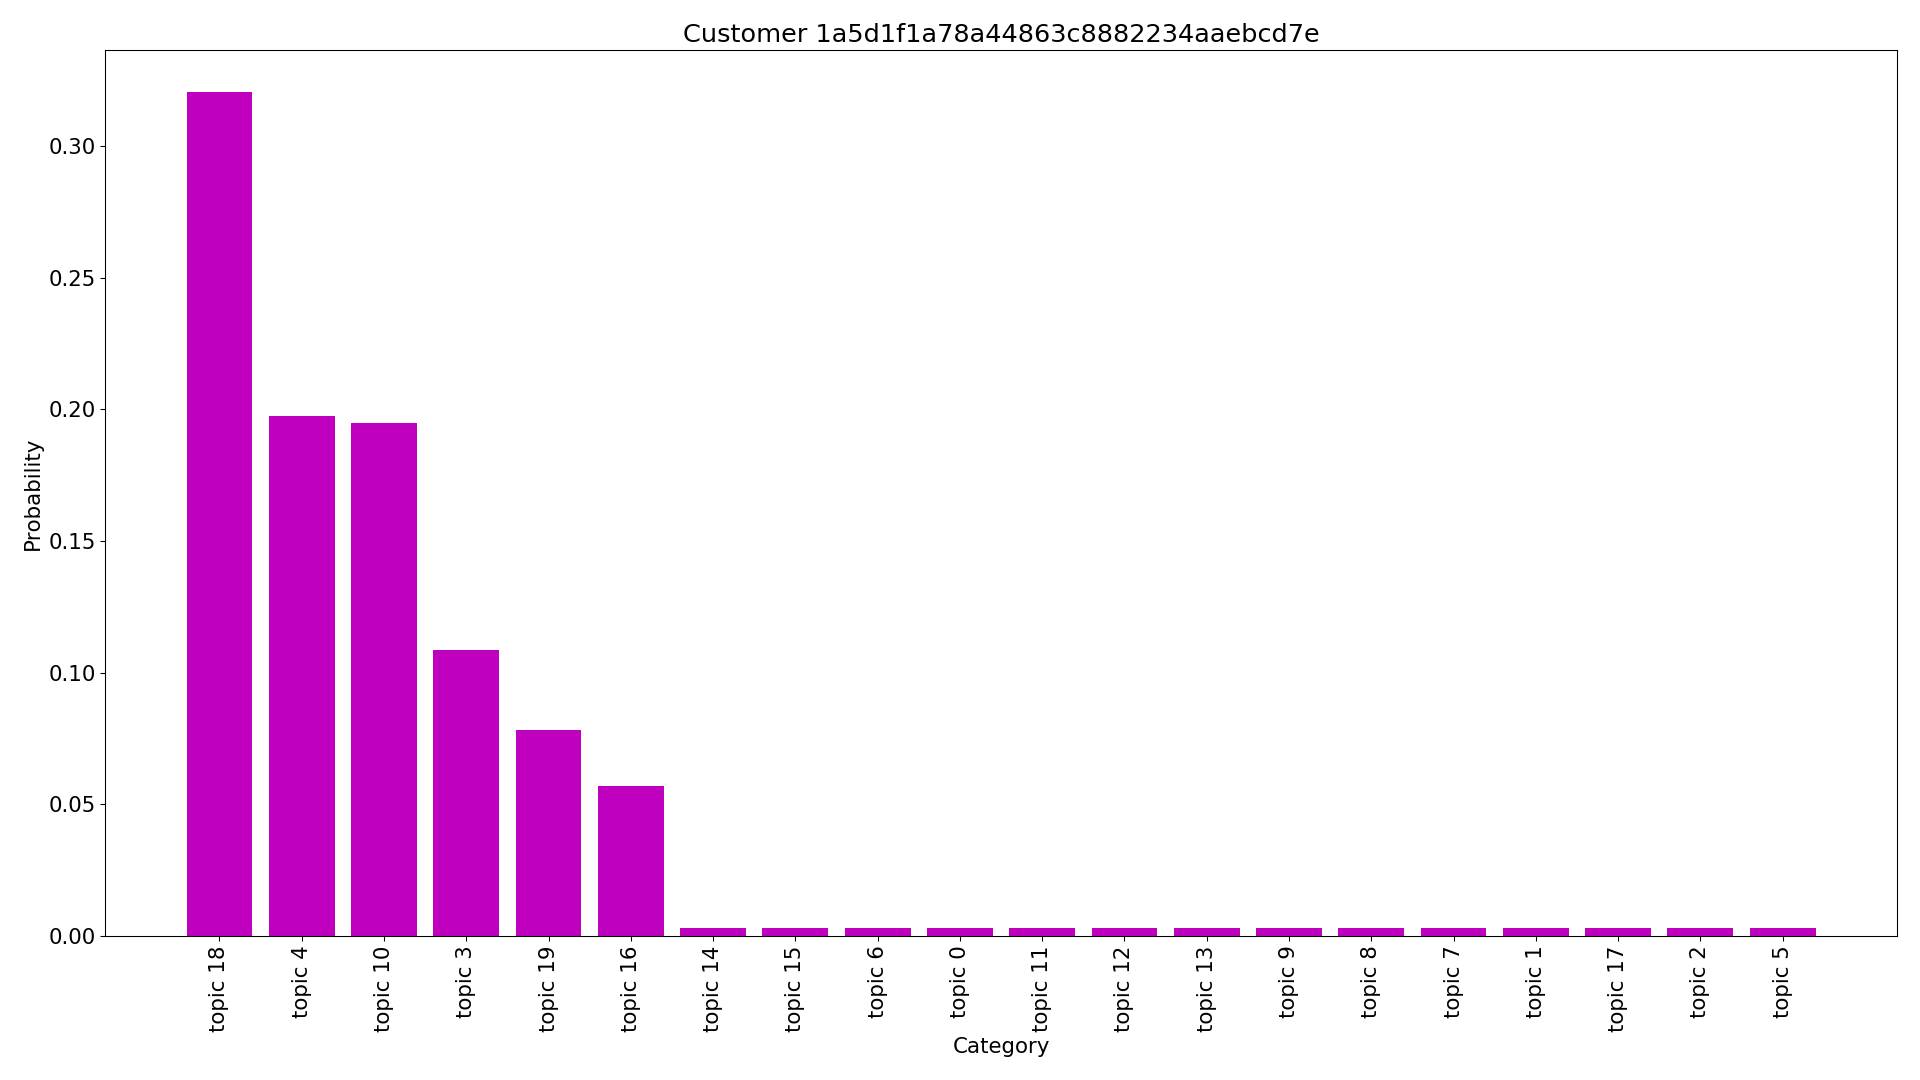 Customer 1a5d1f1a78a44863c8882234aaebcd7e
Probability
0.30
0.25
0.20
0.15
0.10
0.05
0.00
topic 18
topic 4
topic 10
topic 3
topic 19
topic 16
topic 14
topic 15
topic 6
topic 0
topic 11
topic 12
topic 13
topic 9
topic 8
topic 7
topic 1
topic 17
topic 2
topic 5
Category